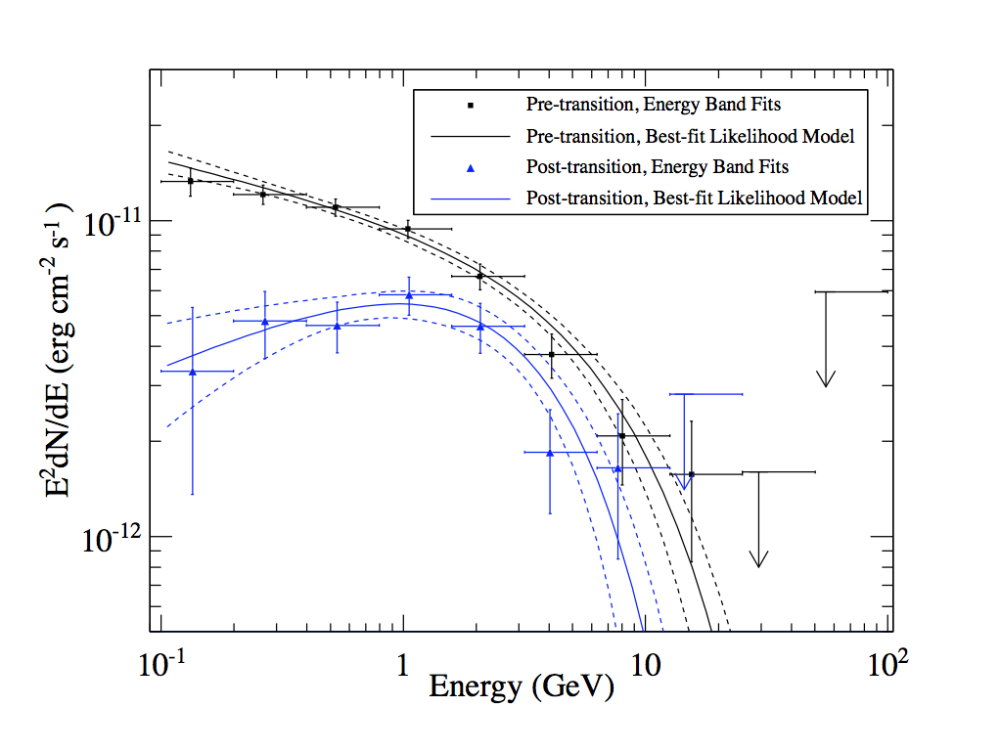 Pre-transition, Energy Band Fits
Pre-transition, Best-fit Likelihood Model
Post-transition, Energy Band Fits
Post-transition, Best-fit Likelihood Model
E²dN/dE (erg cm⁻² s⁻¹ )
10⁻¹¹
10⁻¹²
10⁻¹ 1 10 10²
Energy (GeV)